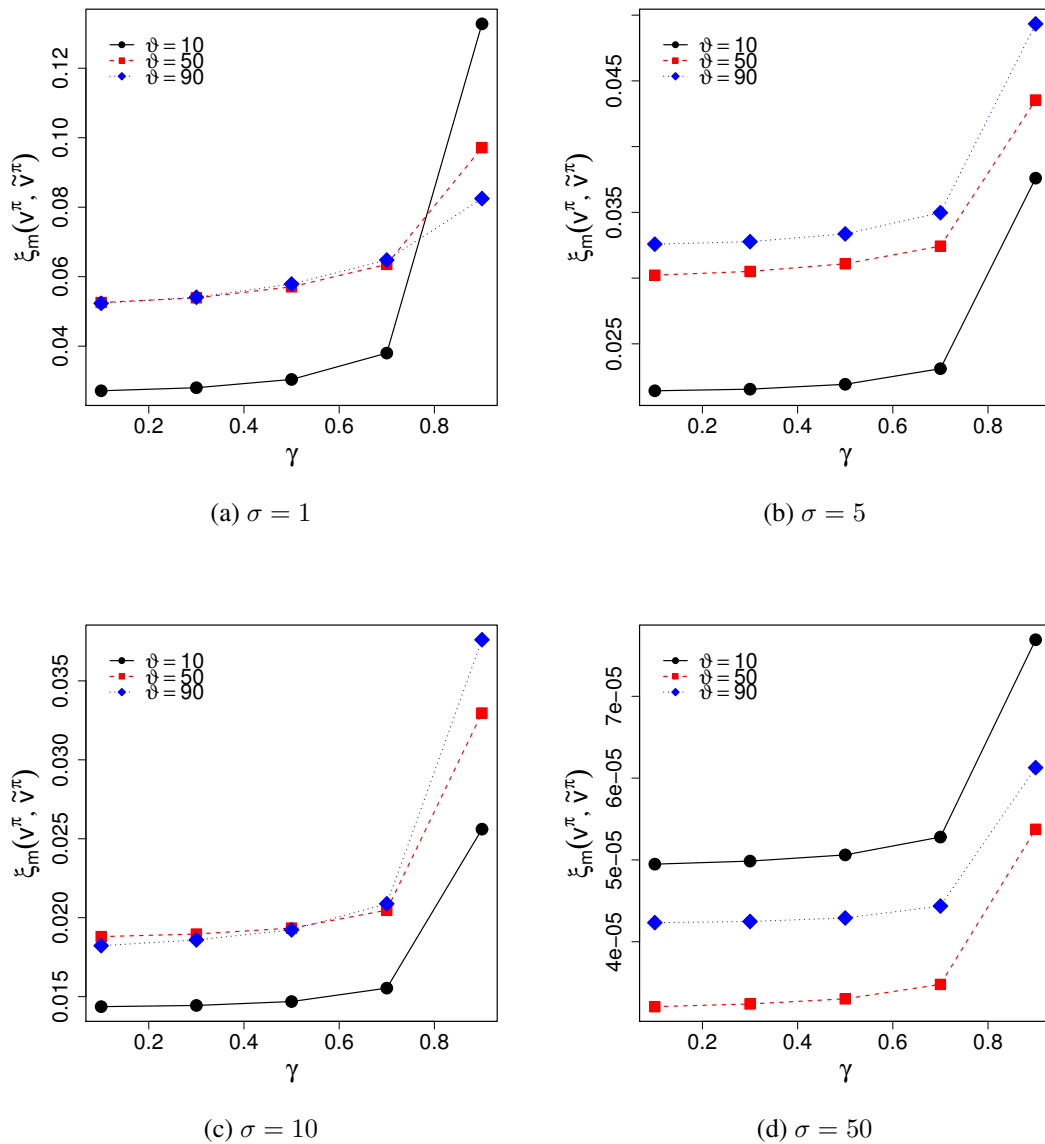 ϑ = 10
ϑ = 50
ϑ = 90
0.04 0.06 0.08 0.10 0.12
ξm(vπ, ṽπ)
0.2 0.4 0.6 0.8
γ
(a) σ = 1
ϑ = 10
ϑ = 50
ϑ = 90
0.025 0.035 0.045
ξm(vπ, ṽπ)
0.2 0.4 0.6 0.8
γ
(b) σ = 5
ϑ = 10
ϑ = 50
ϑ = 90
0.015 0.020 0.025 0.030 0.035
ξm(vπ, ṽπ)
0.2 0.4 0.6 0.8
γ
(c) σ = 10
ϑ = 10
ϑ = 50
ϑ = 90
4e−05 5e−05 6e−05 7e−05
ξm(vπ, ṽπ)
0.2 0.4 0.6 0.8
γ
(d) σ = 50